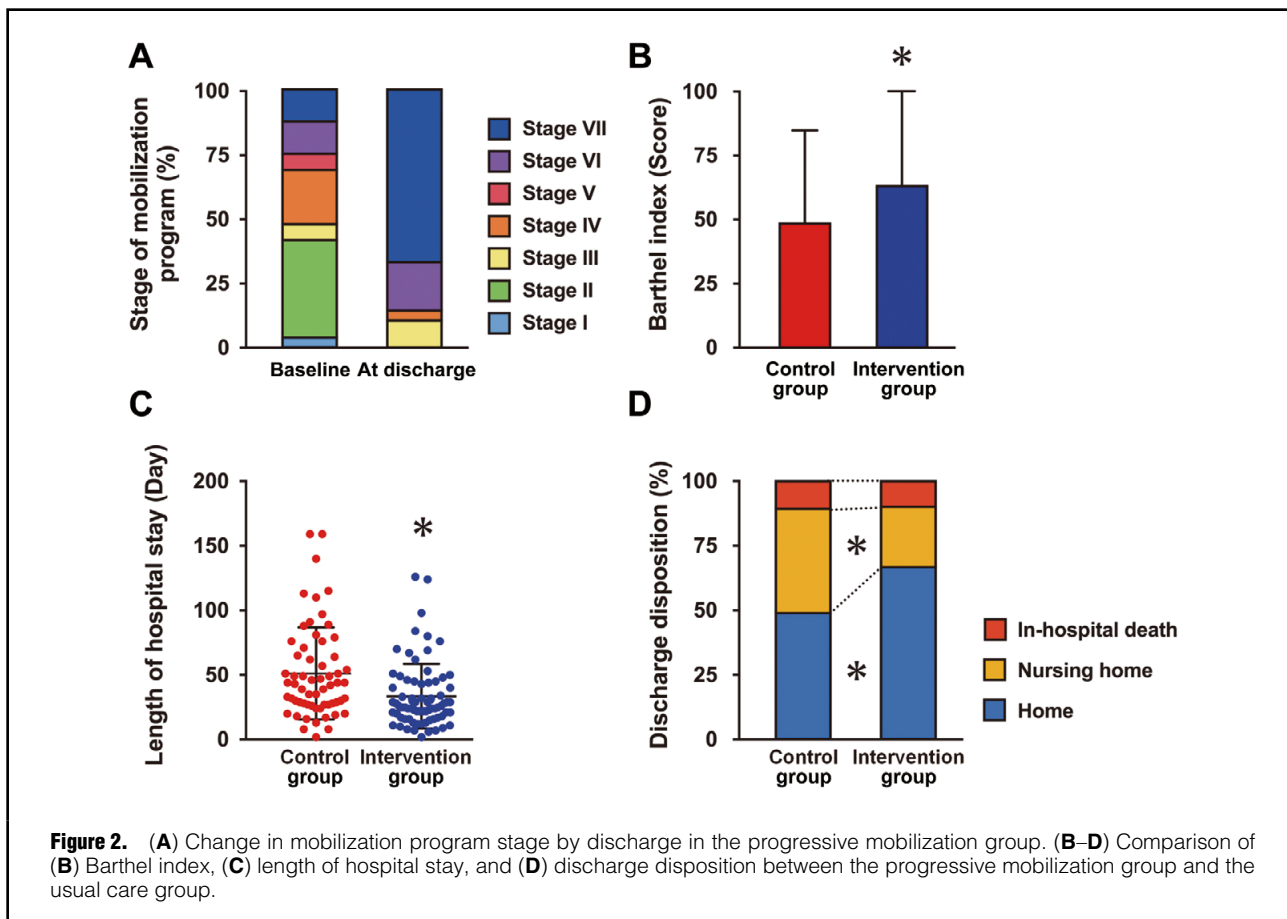 A
Stage of mobilization
program (%)
100
75
50
25
0
Baseline At discharge
Stage VII
Stage VI
Stage V
Stage IV
Stage III
Stage II
Stage I
B
*
Barthel index (Score)
100
75
50
25
0
Control
group
Intervention
group
C
Length of hospital stay (Day)
200
150
100
50
0
*
Control
group
Intervention
group
D
Discharge disposition (%)
100
75
50
25
0
*
*
Control
group
Intervention
group
In-hospital death
Nursing home
Home
Figure 2. (A) Change in mobilization program stage by discharge in the progressive mobilization group. (B–D) Comparison of
(B) Barthel index, (C) length of hospital stay, and (D) discharge disposition between the progressive mobilization group and the
usual care group.